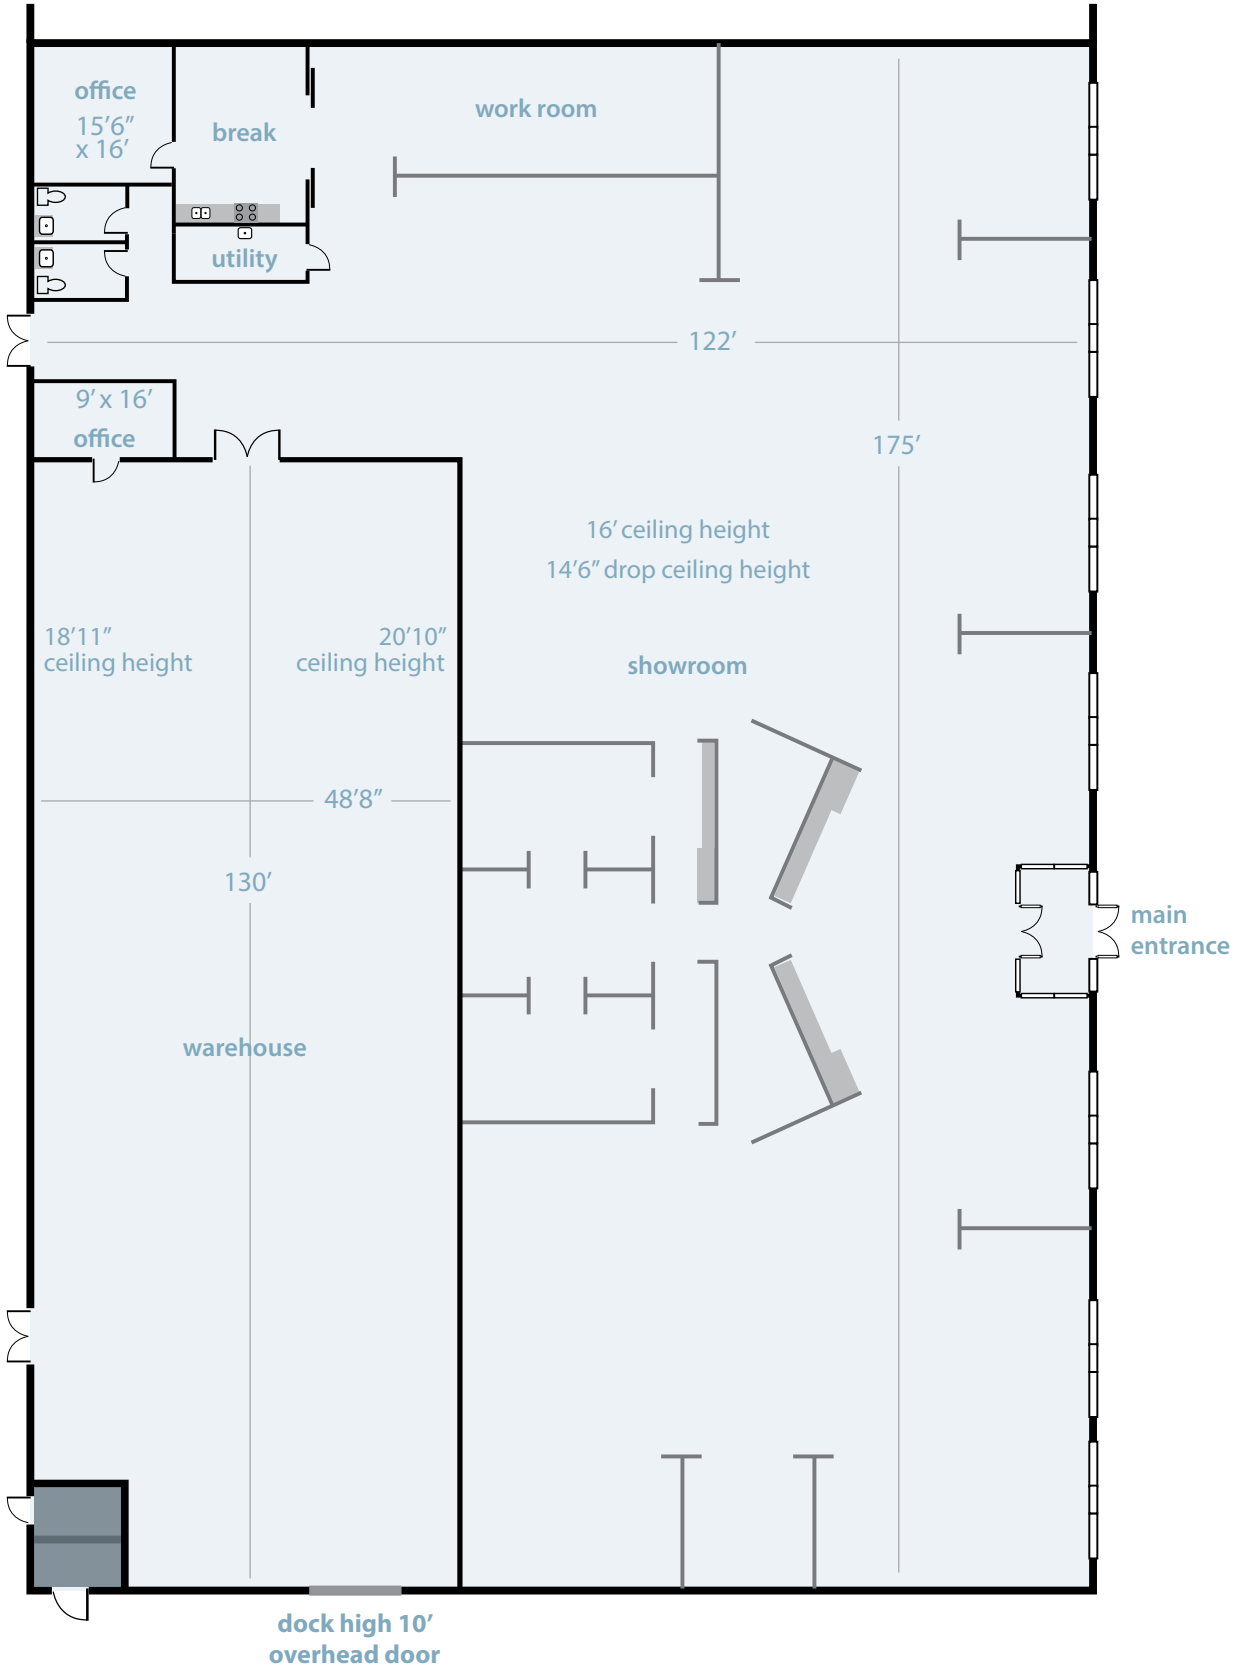 office
15’6”
x 16’
break
work room
utility
122’
9’ x 16’
office
175’
16’ ceiling height
14’6” drop ceiling height
18’11”
ceiling height
20’10”
ceiling height
showroom
48’8”
130’
main
entrance
warehouse
dock high 10’
overhead door